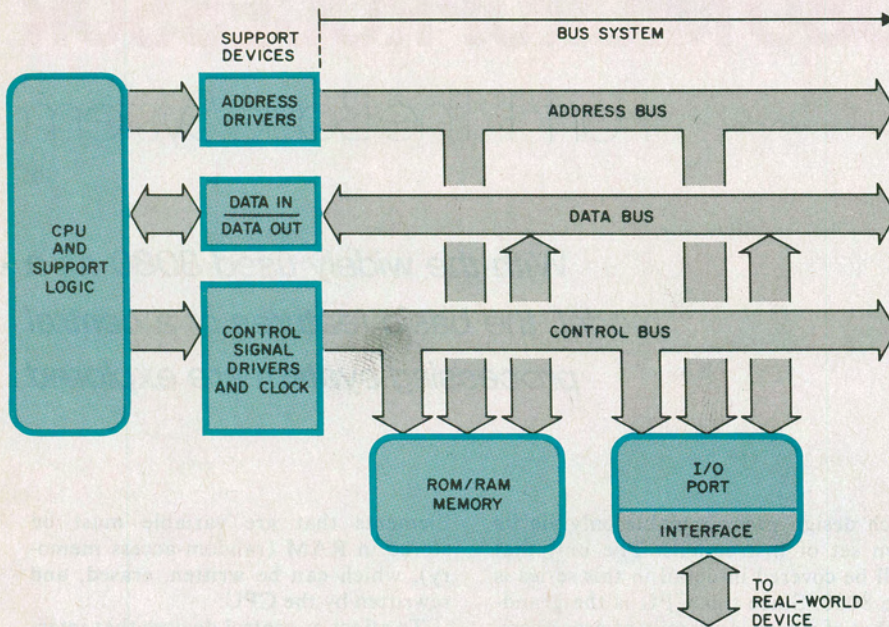 SUPPORT
DEVICES
BUS SYSTEM
ADDRESS
DRIVERS
ADDRESS BUS
CPU
AND
SUPPORT
LOGIC
DATA IN
DATA OUT
DATA BUS
CONTROL
SIGNAL
DRIVERS
AND CLOCK
CONTROL BUS
ROM/RAM
MEMORY
I/O
PORT
INTERFACE
TO
REAL-WORLD
DEVICE